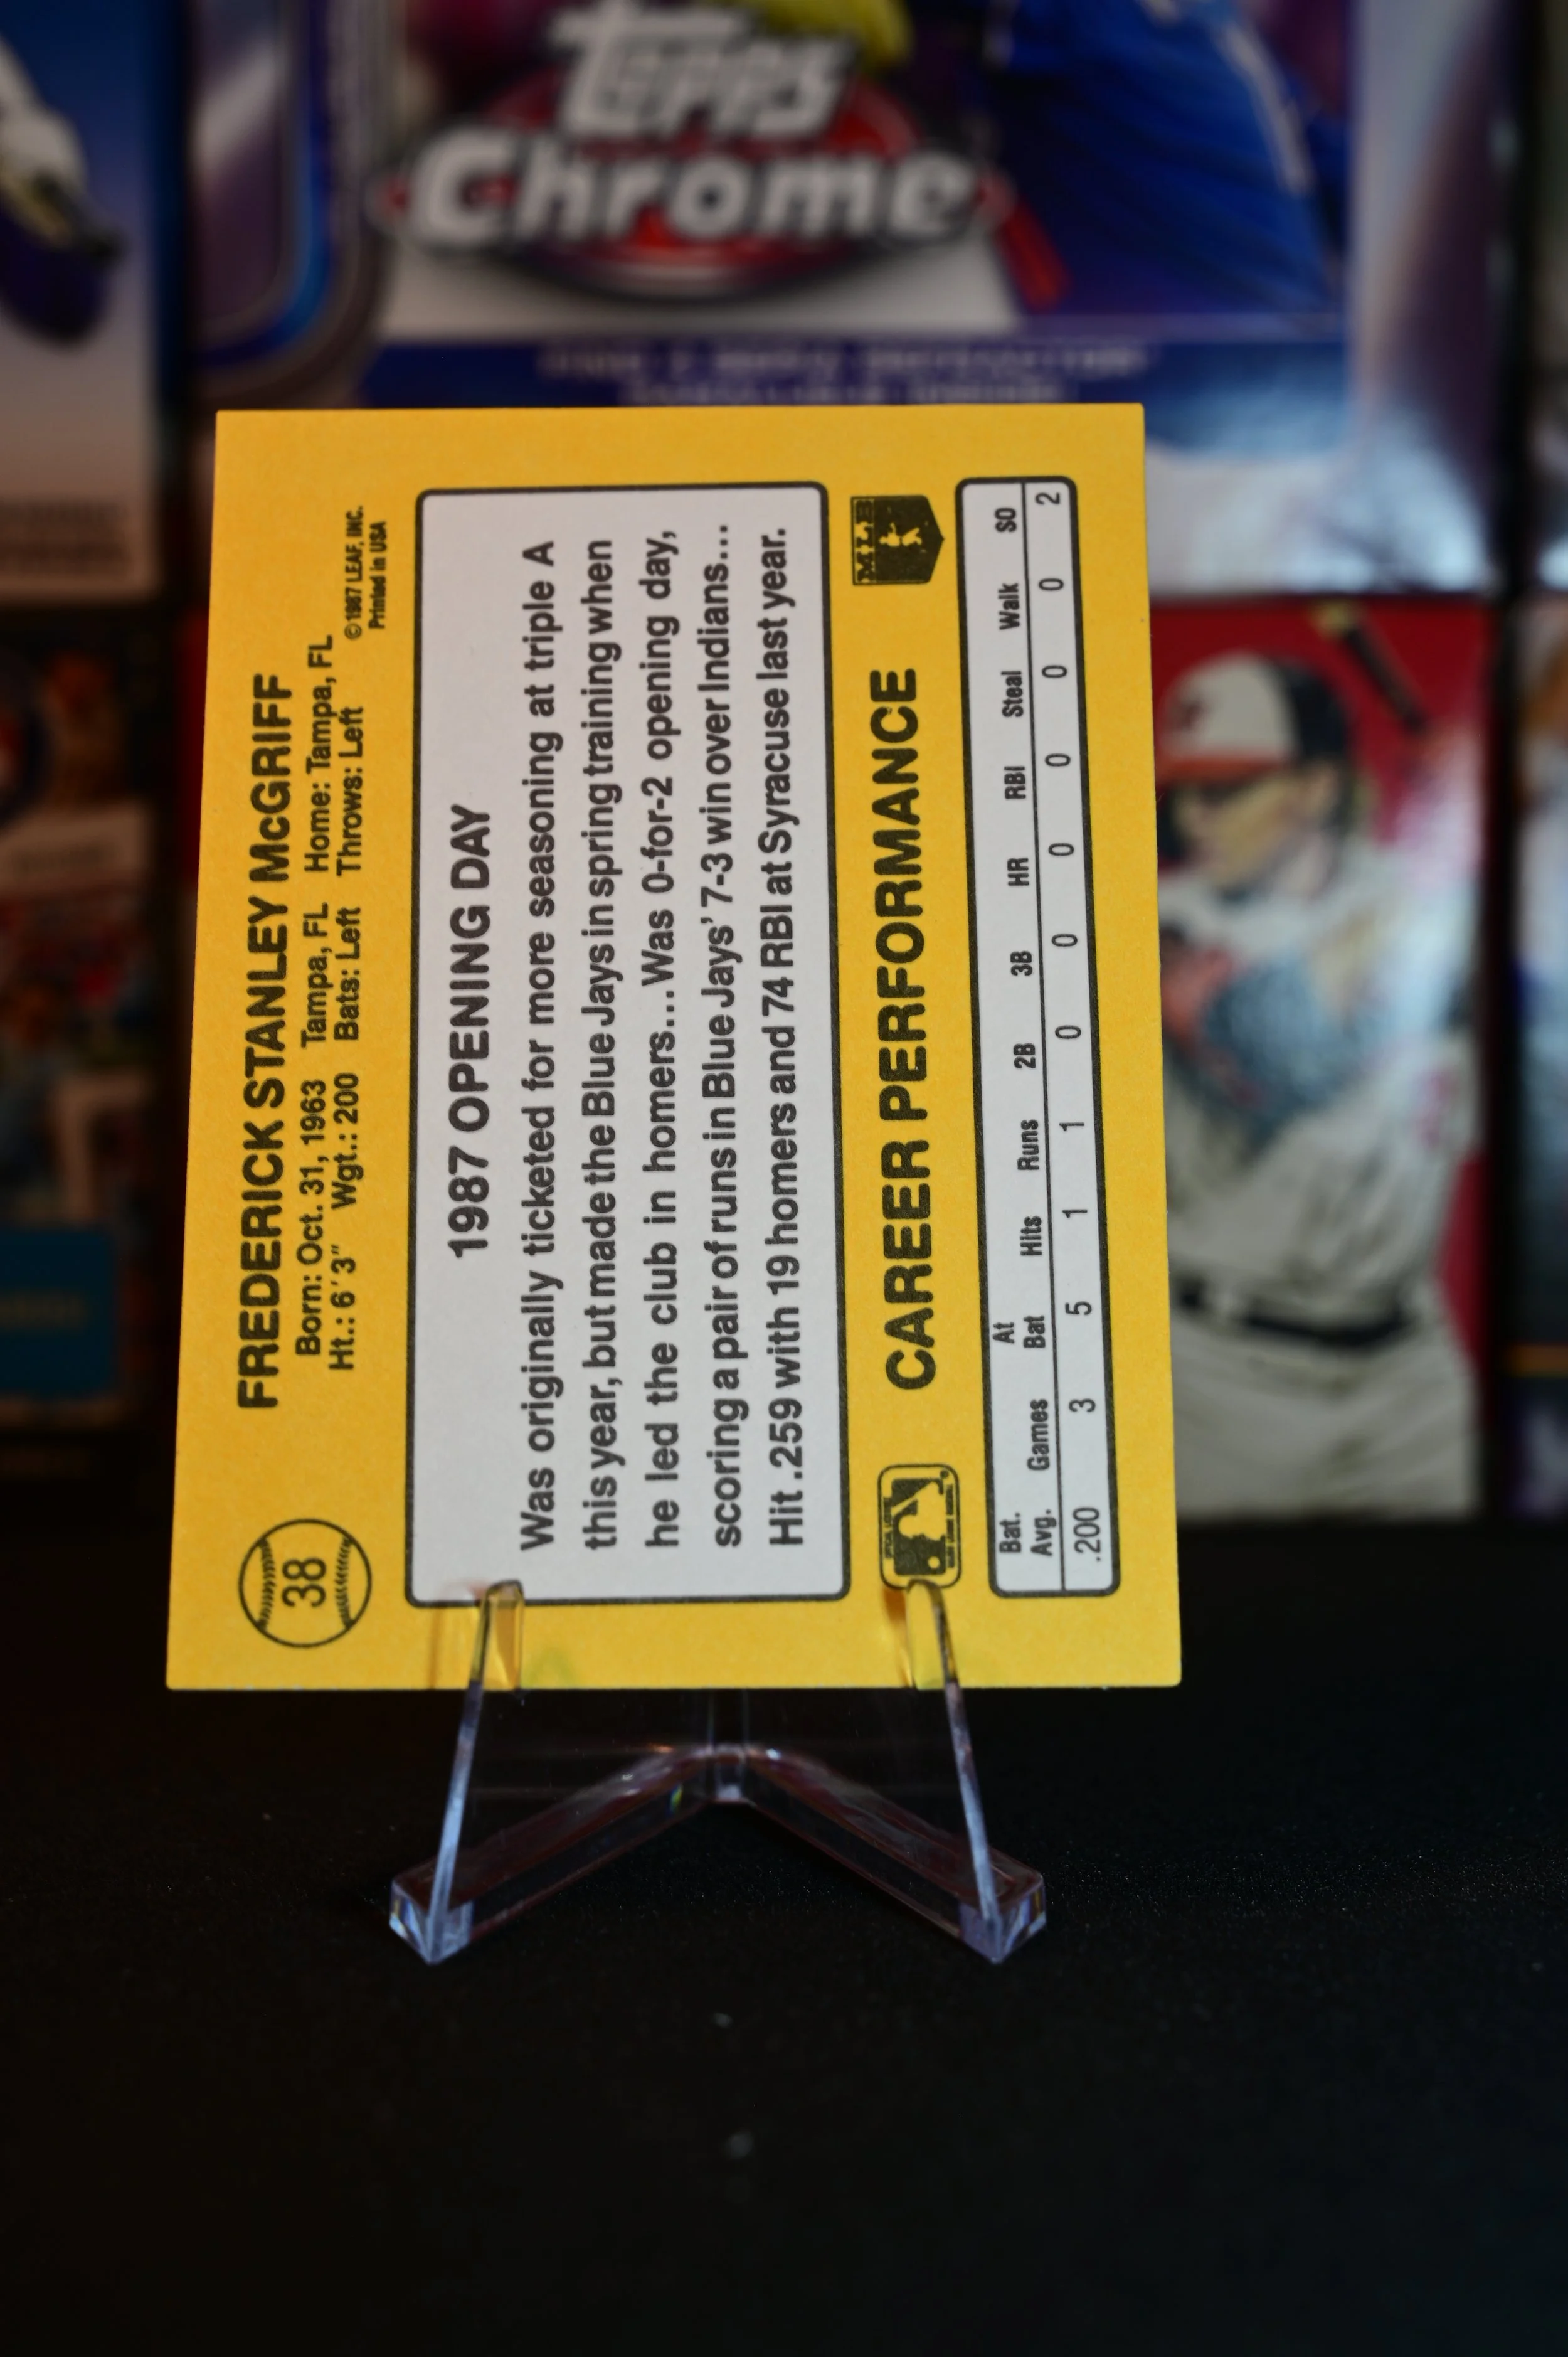 Topps
Chrome
38
FREDERICK STANLEY McGRIFF
Born: Oct. 31, 1963 Tampa, FL Home: Tampa, FL
Ht.: 6′3″ Wgt.: 200 Bats: Left Throws: Left
©1987 LEAF, INC.
Printed in USA
1987 OPENING DAY
Was originally ticketed for more seasoning at triple A
this year, but made the Blue Jays in spring training when
he led the club in homers...Was 0-for-2 opening day,
scoring a pair of runs in Blue Jays' 7-3 win over Indians...
Hit .259 with 19 homers and 74 RBI at Syracuse last year.
CAREER PERFORMANCE
MLB
Bat. Avg. Games At Bat Hits Runs 2B 3B HR RBI Steal Walk SO
.200 3 5 1 1 0 0 0 0 0 0 2